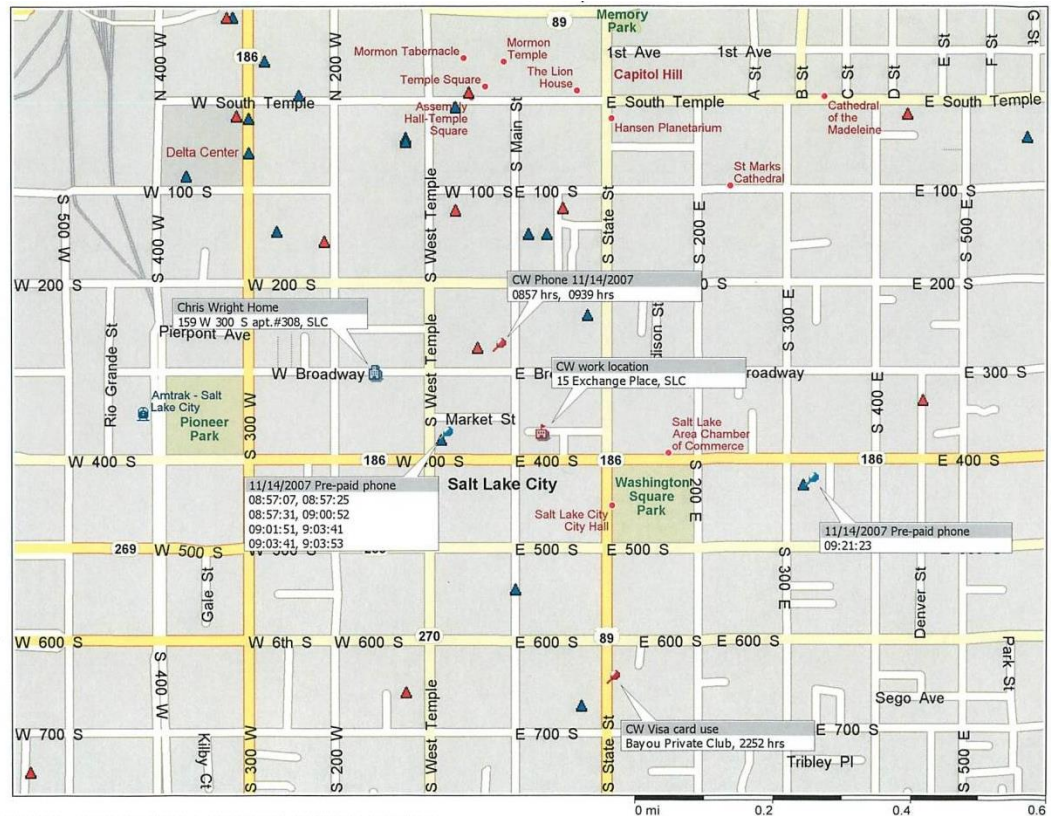 89
Memory
Park
G St
1st Ave
1st Ave
N 400 W
186
N 200 W
Mormon Tabernacle
Mormon
Temple
Temple Square
The Lion
House
Capitol Hill
A St
B St
C St
D St
E St
F St
W South Temple
Assembly
Hall-Temple
Square
S Main St
E South Temple
Cathedral
of the
Madeleine
E South Temple
Hansen Planetarium
Delta Center
St Marks
Cathedral
W 100 S
W 100 S
E 100 S
E 100 S
S 500 W
S 400 W
S West Temple
S State St
S 200 E
S 500 E
W 200 S
W 200 S
CW Phone 11/14/2007
0857 hrs, 0939 hrs
E 200 S
Chris Wright Home
159 W 300 S apt.#308, SLC
Pierpont Ave
Rio Grande St
S West Temple
S 300 E
CW work location
15 Exchange Place, SLC
W Broadway
E 300 S
Amtrak - Salt
Lake City
Pioneer
Park
S 300 W
Market St
S 400 E
Salt Lake
Area Chamber
of Commerce
W 400 S
186
E 400 S
186
186
E 400 S
11/14/2007 Pre-paid phone
08:57:07, 08:57:25
08:57:31, 09:00:52
09:01:51, 9:03:41
09:03:41, 9:03:53
Salt Lake City
Washington
Square
Park
S 200 E
Salt Lake City
City Hall
11/14/2007 Pre-paid phone
09:21:23
269
W 500 S
E 500 S
E 500 S
Gale St
S 300 E
Denver St
W 600 S
W 6th S
W 600 S
270
E 600 S
89
E 600 S
E 600 S
Park St
S 400 W
Sego Ave
CW Visa card use
Bayou Private Club, 2252 hrs
W 700 S
E 700 S
E 700 S
Kilby Ct
S 300 W
S 200 W
S West Temple
S State St
Tribley Pl
S 500 E
0 mi
0.2
0.4
0.6